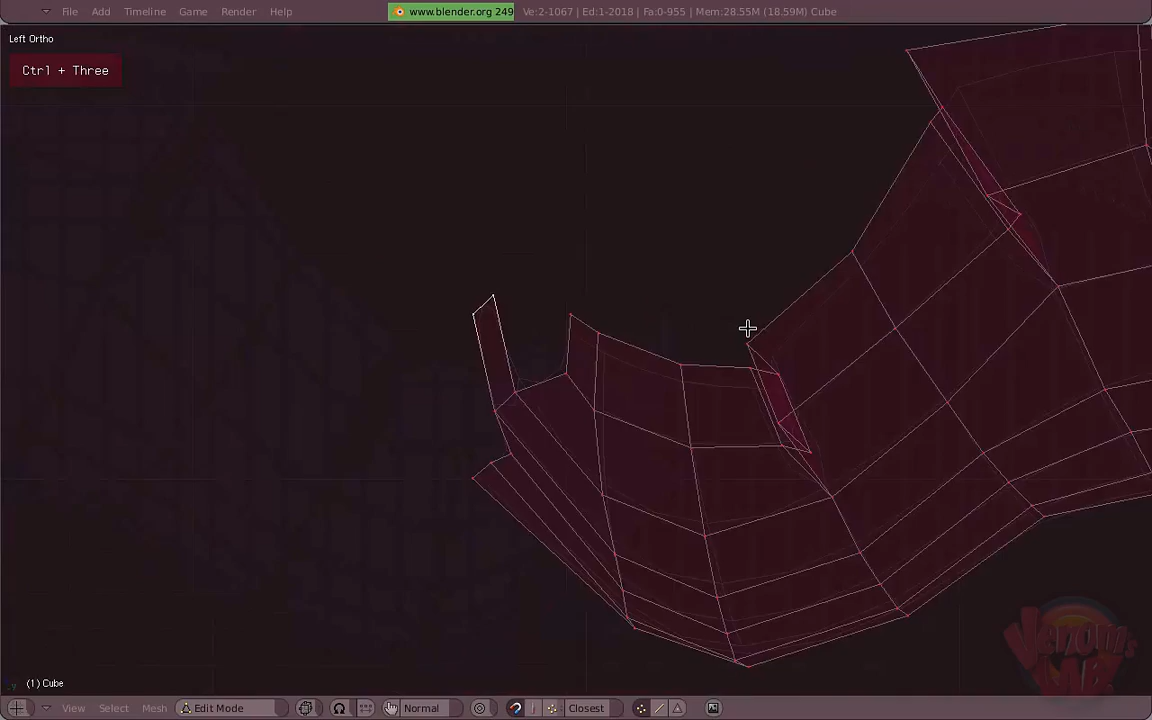 File Add Timeline Game Render Help www.blender.org 249 Ve:2-1067 | Ed:1-2018 | Fa:0-955 | Mem:28.55M (18.59M) Cube
Left Ortho
Ctrl + Three
Venom's
LAB.
(1) Cube
View Select Mesh Edit Mode Normal Closest